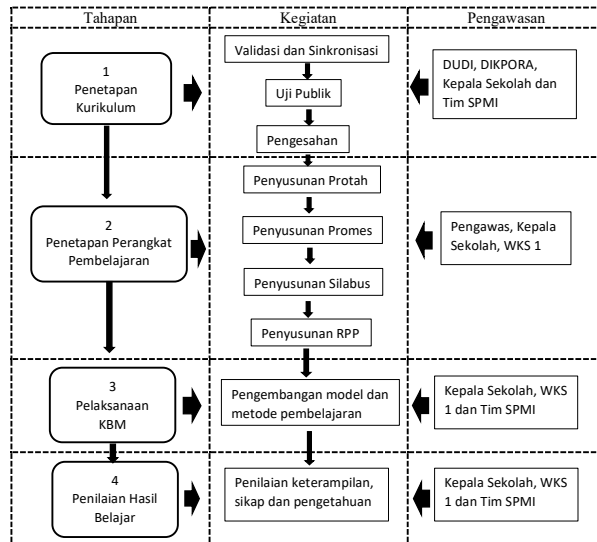 Tahapan
Kegiatan
Pengawasan
1
Penetapan
Kurikulum
Validasi dan Sinkronisasi
Uji Publik
Pengesahan
DUDI, DIKPORA,
Kepala Sekolah dan
Tim SPMI
2
Penetapan Perangkat
Pembelajaran
Penyusunan Protah
Penyusunan Promes
Penyusunan Silabus
Penyusunan RPP
Pengawas, Kepala
Sekolah, WKS 1
3
Pelaksanaan
KBM
Pengembangan model dan
metode pembelajaran
Kepala Sekolah, WKS
1 dan Tim SPMI
4
Penilaian Hasil
Belajar
Penilaian keterampilan,
sikap dan pengetahuan
Kepala Sekolah, WKS
1 dan Tim SPMI